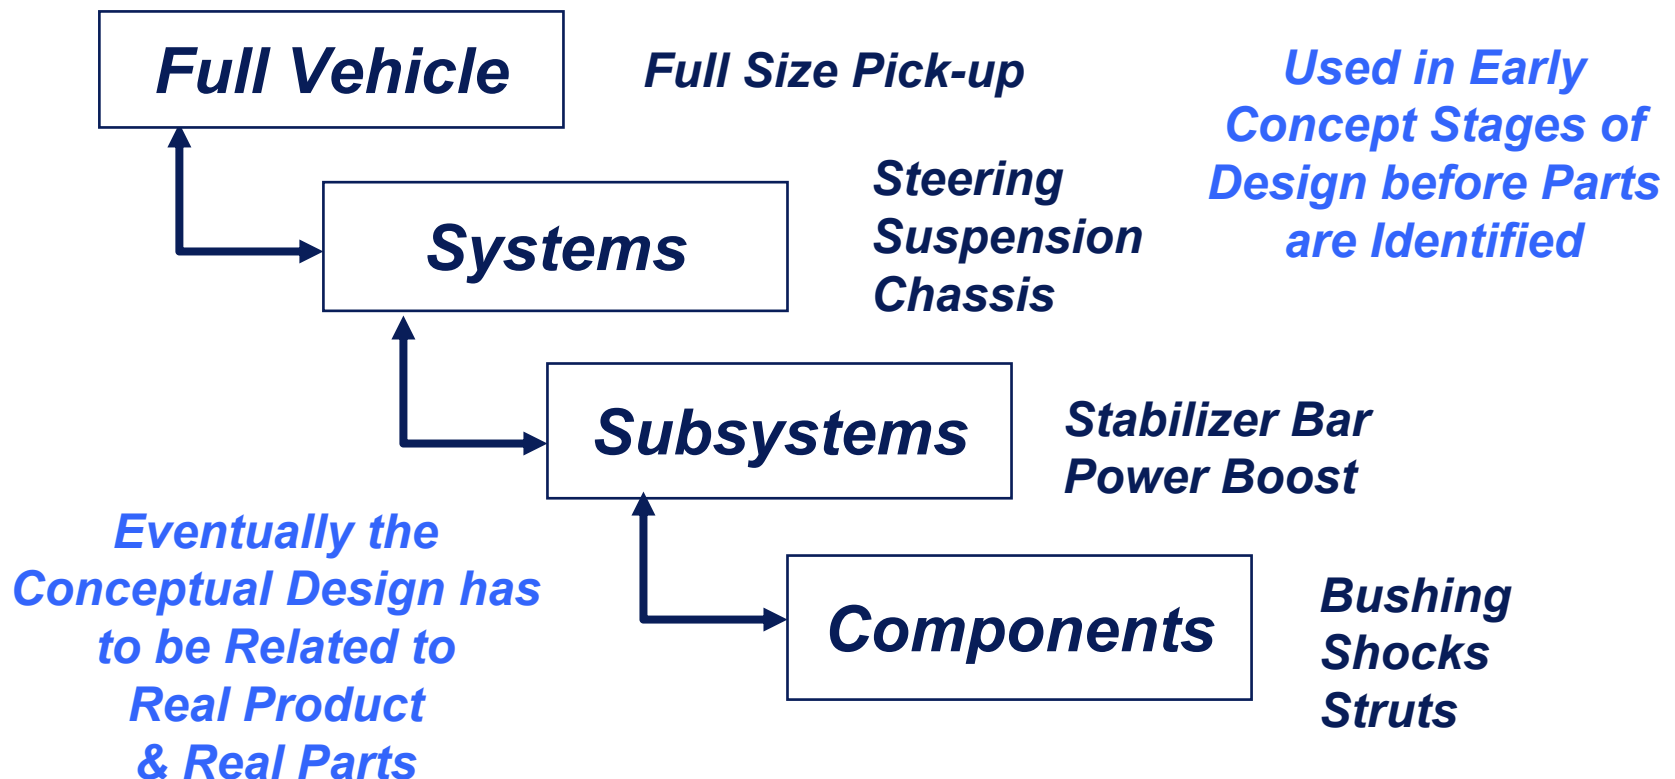 Full Vehicle
Full Size Pick-up
Used in Early
Concept Stages of
Design before Parts
are Identified
Systems
Steering
Suspension
Chassis
Subsystems
Stabilizer Bar
Power Boost
Eventually the
Conceptual Design has
to be Related to
Real Product
& Real Parts
Components
Bushing
Shocks
Struts